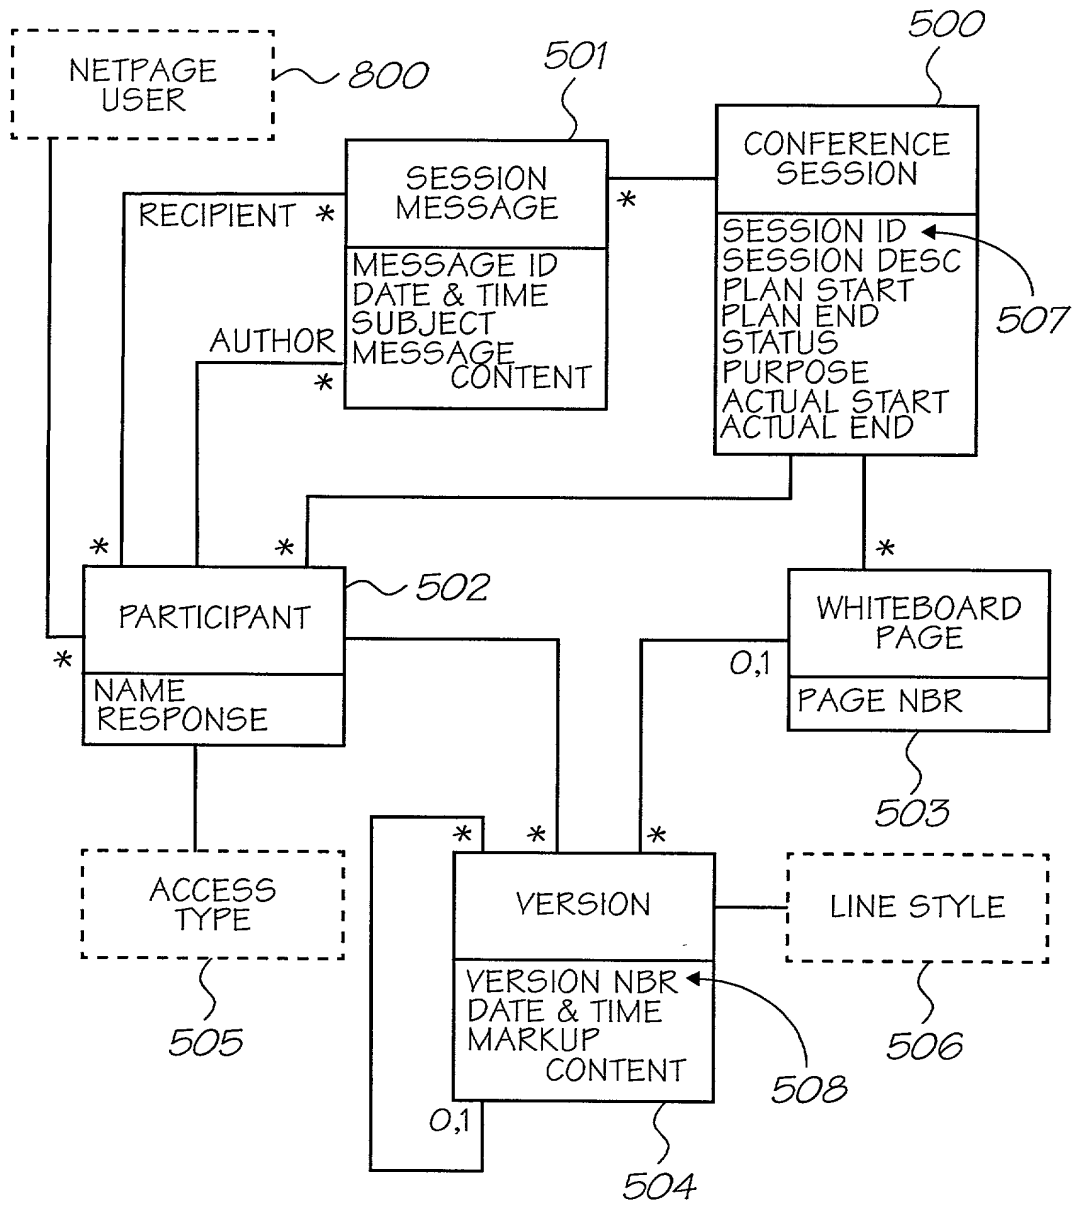 NETPAGE
USER
800
501
500
SESSION
MESSAGE
CONFERENCE
SESSION
RECIPIENT *
*
MESSAGE ID
DATE & TIME
SUBJECT
MESSAGE
CONTENT
SESSION ID
SESSION DESC
PLAN START
PLAN END
STATUS
PURPOSE
ACTUAL START
ACTUAL END
507
AUTHOR
*
*
*
*
502
PARTICIPANT
*
NAME
RESPONSE
WHITEBOARD
PAGE
0,1
PAGE NBR
503
*
*
*
ACCESS
TYPE
505
VERSION
LINE STYLE
506
VERSION NBR
DATE & TIME
MARKUP
CONTENT
508
0,1
504